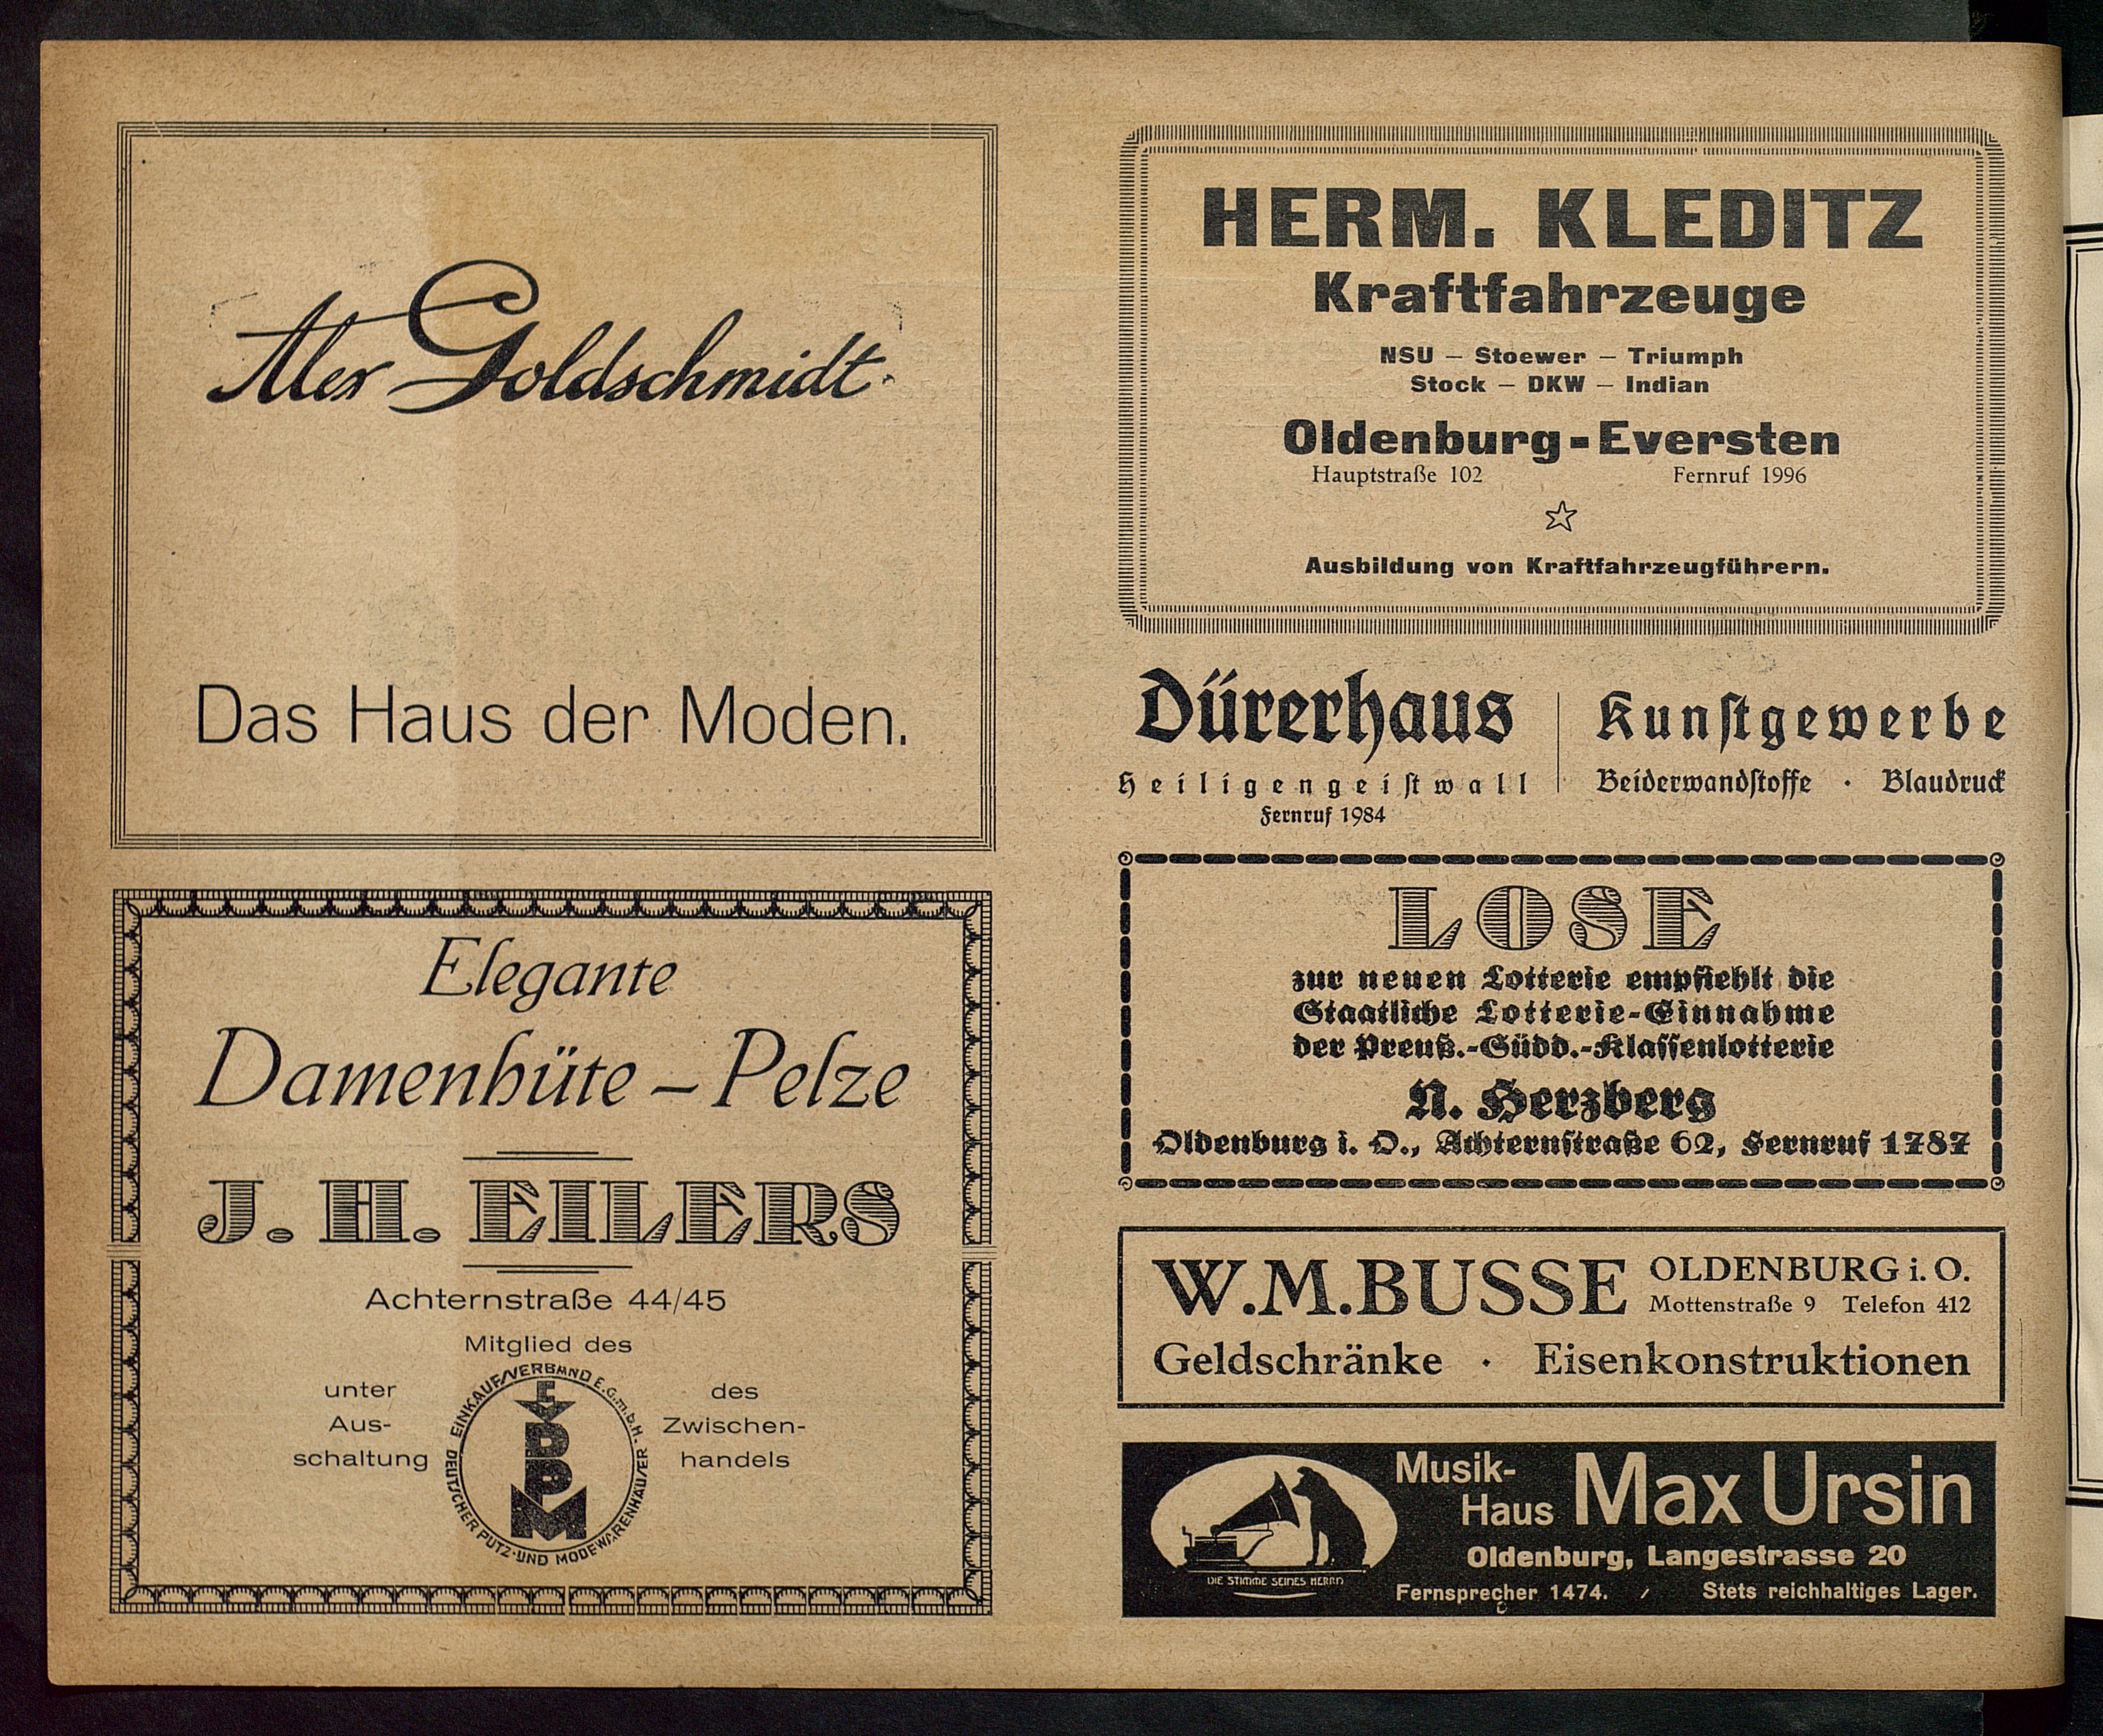 Alex Goldschmidt.
Das Haus der Moden.
Elegante
Damenhüte – Pelze
J. H. EILERS
Achternstraße 44/45
Mitglied des
unter
Aus-
schaltung
EINKAUFSVERBAND E.G.m.b.H.
DEUTSCHER PUTZ- UND MODEWARENHÄUSER
E
V
D
P
M
des
Zwischen-
handels
HERM. KLEDITZ
Kraftfahrzeuge
NSU – Stoewer – Triumph
Stock – DKW – Indian
Oldenburg-Eversten
Hauptstraße 102 Fernruf 1996
Ausbildung von Kraftfahrzeugführern.
Dürerhaus
Heiligengeistwall
Fernruf 1984
Kunstgewerbe
Beiderwandstoffe · Blaudruck
LOSE
zur neuen Lotterie empfiehlt die
Staatliche Lotterie-Einnahme
der Preuß.-Südd.-Klassenlotterie
N. Herzberg
Oldenburg i. O., Achternstraße 62, Fernruf 1787
W.M.BUSSE OLDENBURG i. O.
Mottenstraße 9 Telefon 412
Geldschränke · Eisenkonstruktionen
DIE STIMME SEINES HERRN
Musik-
Haus Max Ursin
Oldenburg, Langestrasse 20
Fernsprecher 1474. / Stets reichhaltiges Lager.